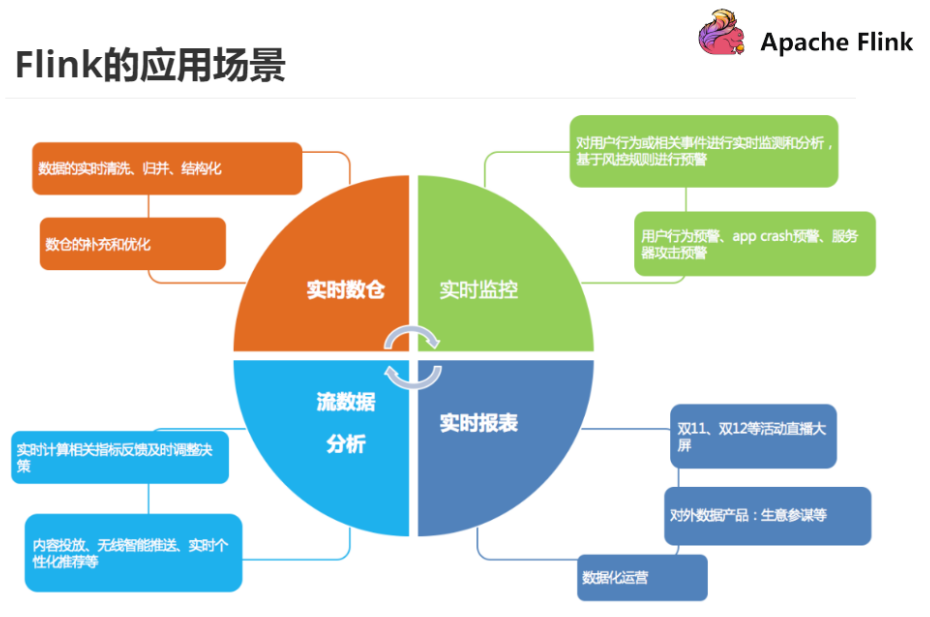 Apache Flink
Flink的应用场景
数据的实时清洗、归并、结构化
数仓的补充和优化
对用户行为或相关事件进行实时监测和分析，
基于风控规则进行预警
用户行为预警、app crash预警、服务
器攻击预警
实时数仓
实时监控
流数据
分析
实时报表
实时计算相关指标反馈及时调整决
策
内容投放、无线智能推送、实时个
性化推荐等
双11、双12等活动直播大
屏
对外数据产品：生意参谋等
数据化运营